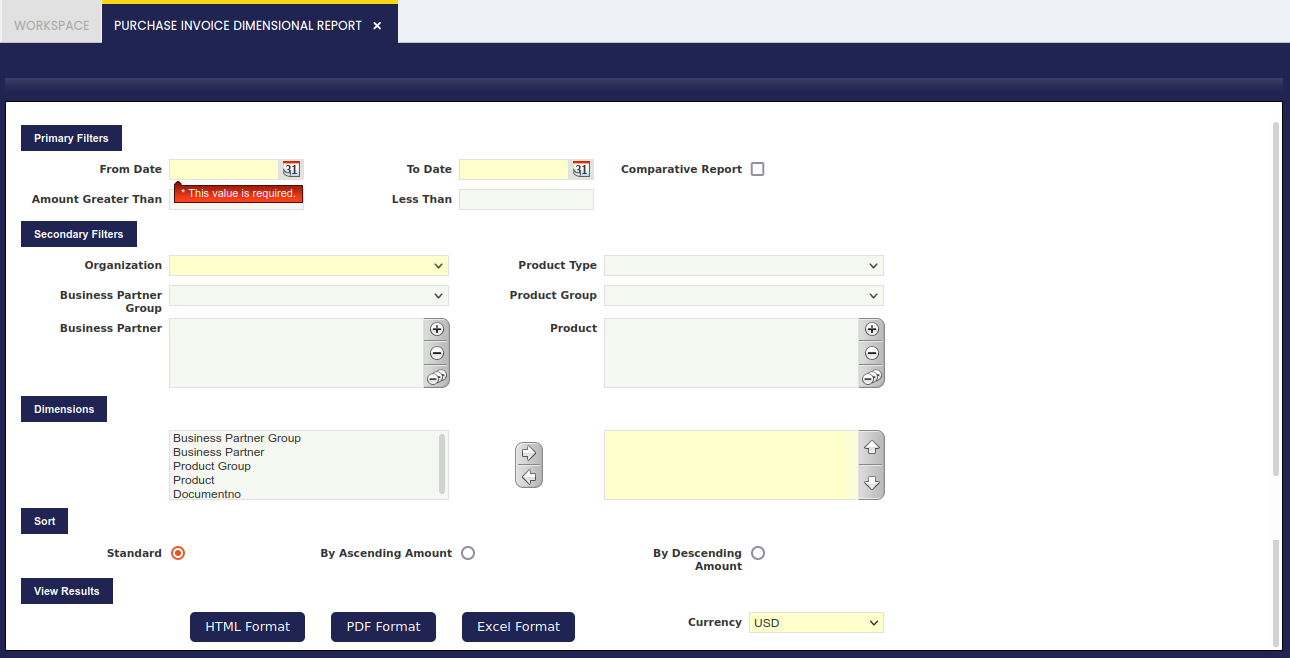 WORKSPACE
PURCHASE INVOICE DIMENSIONAL REPORT ×
Primary Filters
From Date 31 To Date 31 Comparative Report
* This value is required.
Amount Greater Than Less Than
Secondary Filters
Organization Product Type
Business Partner Group Product Group
Business Partner Product
Dimensions
Business Partner Group
Business Partner
Product Group
Product
Documentno
Sort
Standard By Ascending Amount By Descending Amount
View Results
HTML Format PDF Format Excel Format Currency USD